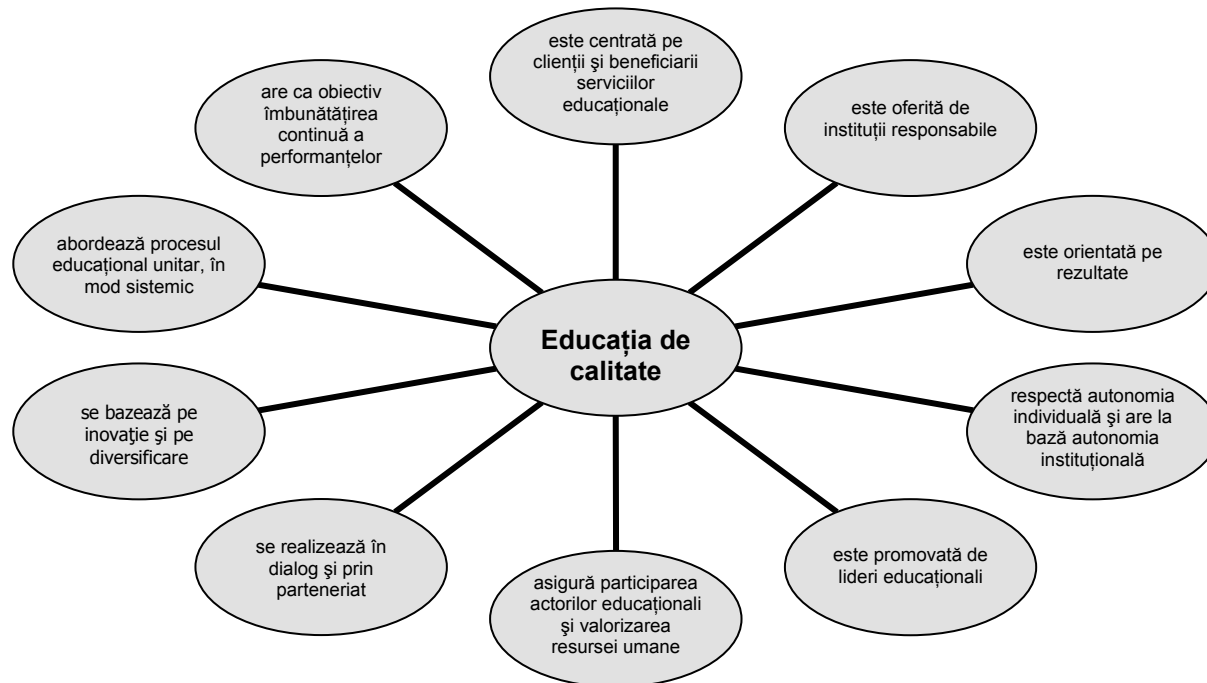 este centrată pe
clienții şi beneficiarii
serviciilor
educaționale
este oferită de
instituții responsabile
este orientată pe
rezultate
respectă autonomia
individuală şi are la
bază autonomia
instituțională
este promovată de
lideri educaționali
asigură participarea
actorilor educaționali
şi valorizarea
resursei umane
se realizează în
dialog şi prin
parteneriat
se bazează pe
inovaţie şi pe
diversificare
abordează procesul
educațional unitar, în
mod sistemic
are ca obiectiv
îmbunătățirea
continuă a
performanțelor
Educația de
calitate